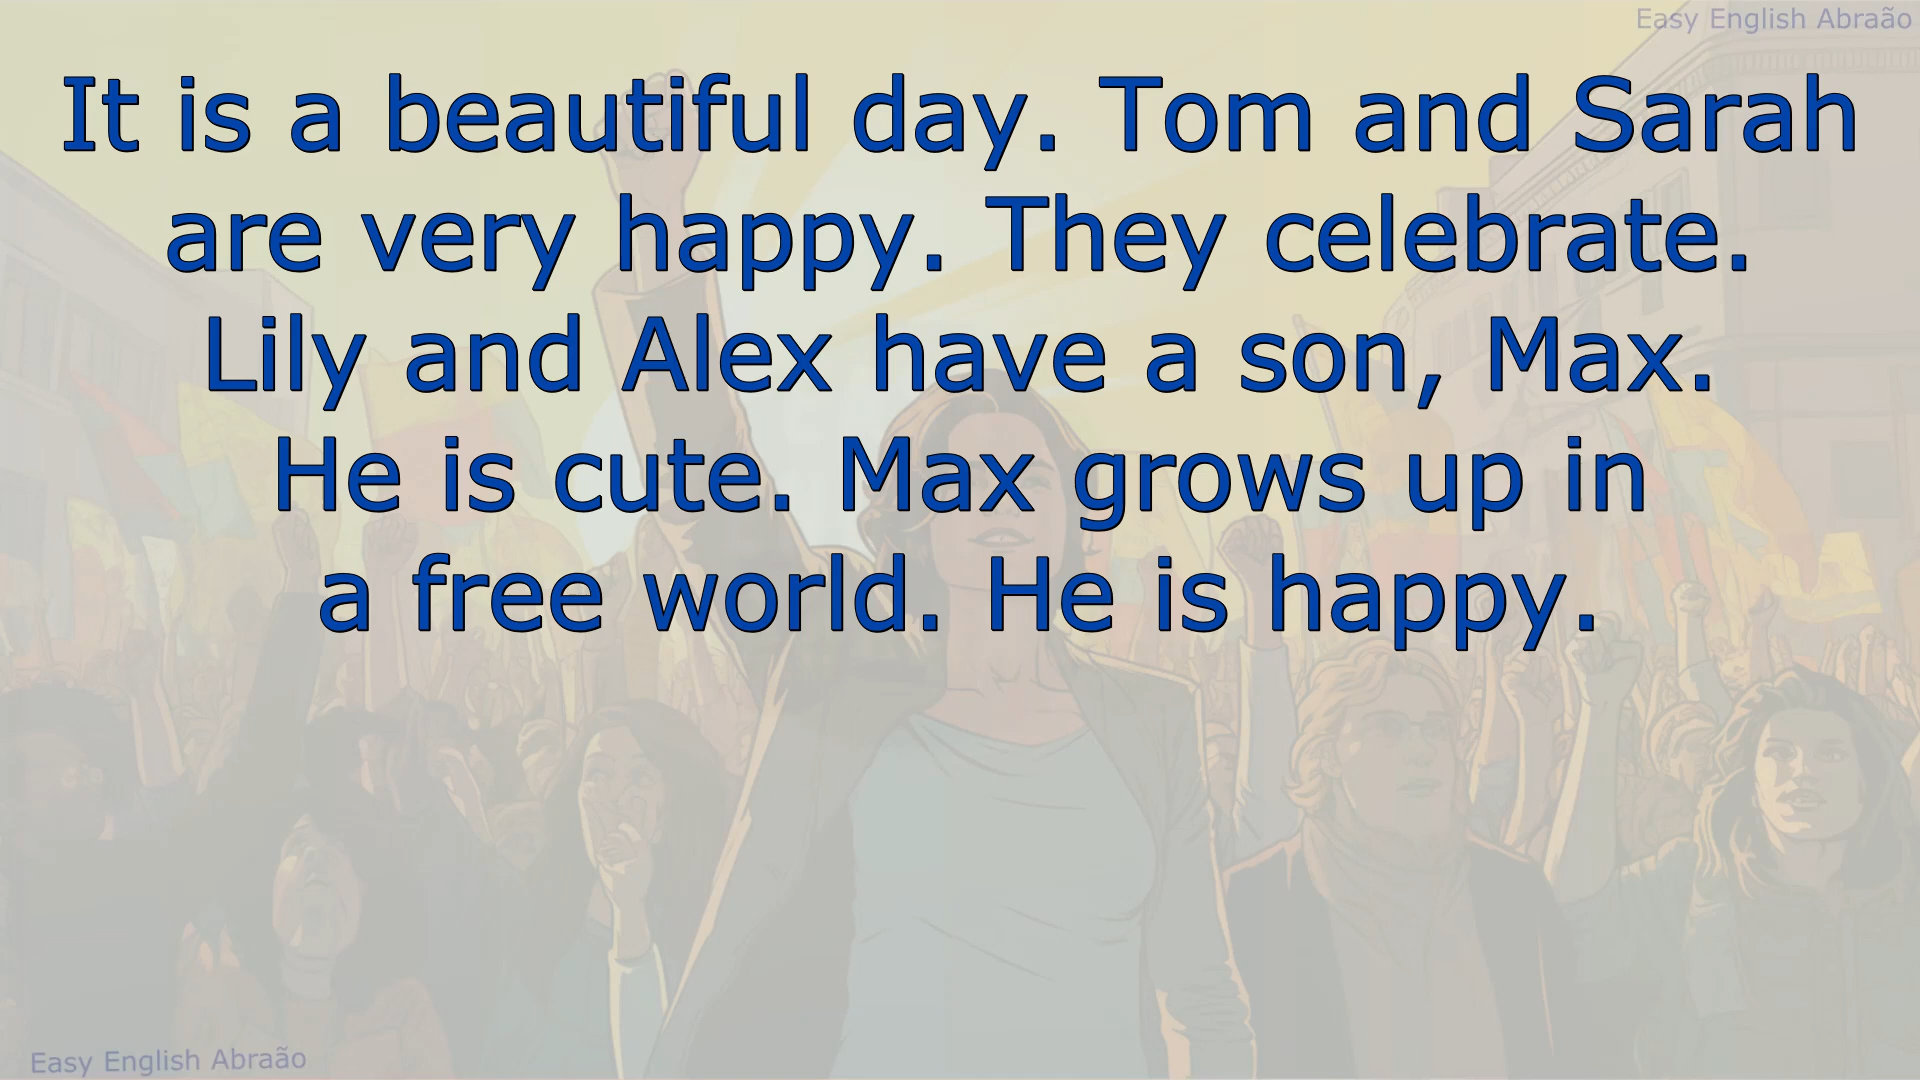 Easy English Abraão
It is a beautiful day. Tom and Sarah
are very happy. They celebrate.
Lily and Alex have a son, Max.
He is cute. Max grows up in
a free world. He is happy.
Easy English Abraão